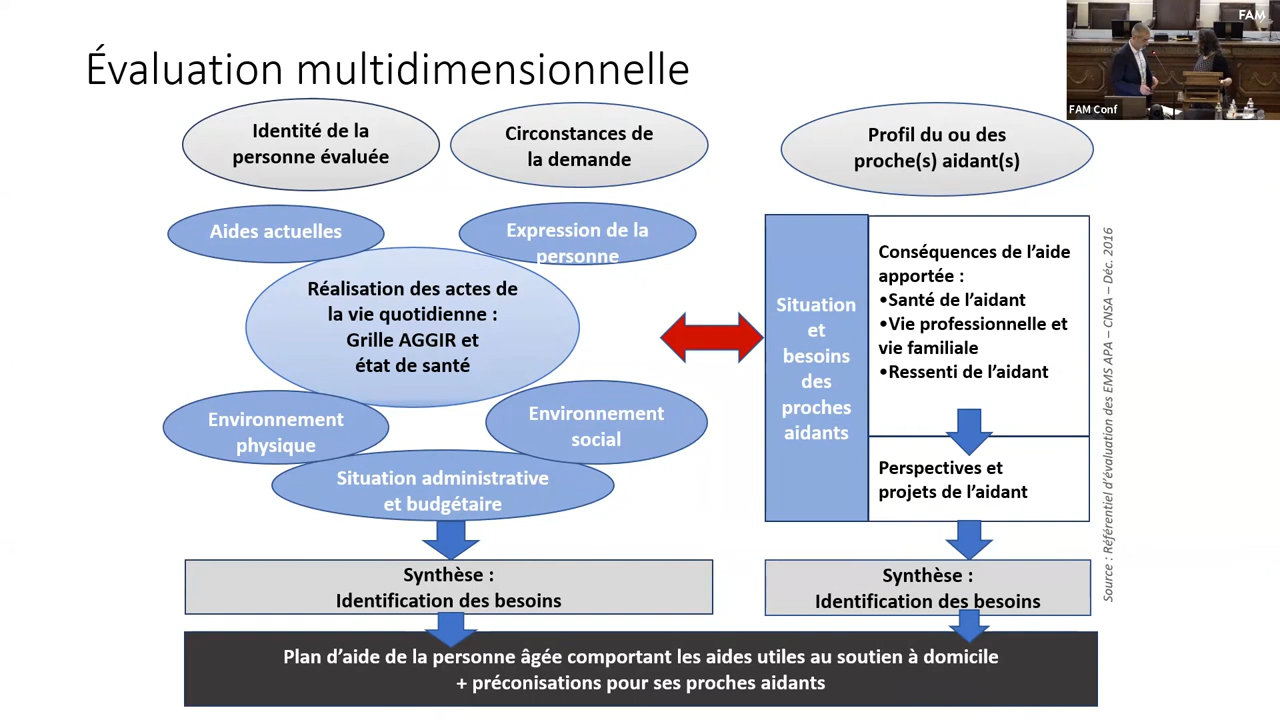 Évaluation multidimensionnelle
FAM
FAM Conf
Identité de la
personne évaluée
Circonstances de
la demande
Profil du ou des
proche(s) aidant(s)
Aides actuelles
Expression de la
personne
Réalisation des actes de
la vie quotidienne :
Grille AGGIR et
état de santé
Environnement
physique
Environnement
social
Situation administrative
et budgétaire
Situation
et
besoins
des
proches
aidants
Conséquences de l'aide
apportée :
•Santé de l'aidant
•Vie professionnelle et
vie familiale
•Ressenti de l'aidant
Perspectives et
projets de l'aidant
Source : Référentiel d'évaluation des EMS APA – CNSA – Déc. 2016
Synthèse :
Identification des besoins
Synthèse :
Identification des besoins
Plan d'aide de la personne âgée comportant les aides utiles au soutien à domicile
+ préconisations pour ses proches aidants